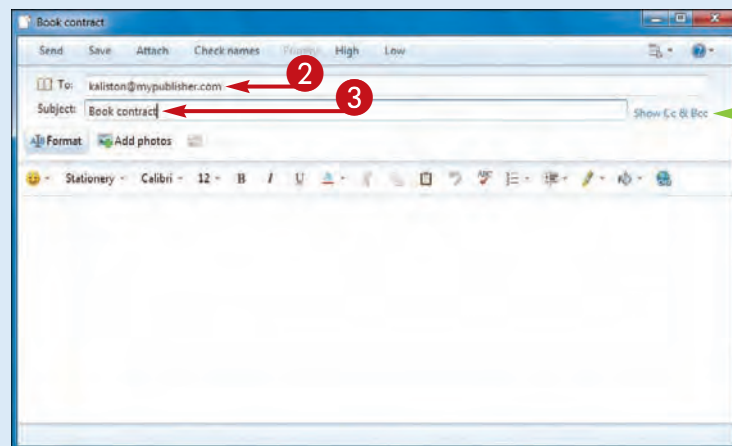 Book contract
Send Save Attach Check names Priority: High Low
To: kaliston@mypublisher.com 2
Subject: Book contract 3 Show Cc & Bcc
Format Add photos
Stationery Calibri 12 B I U A ABC